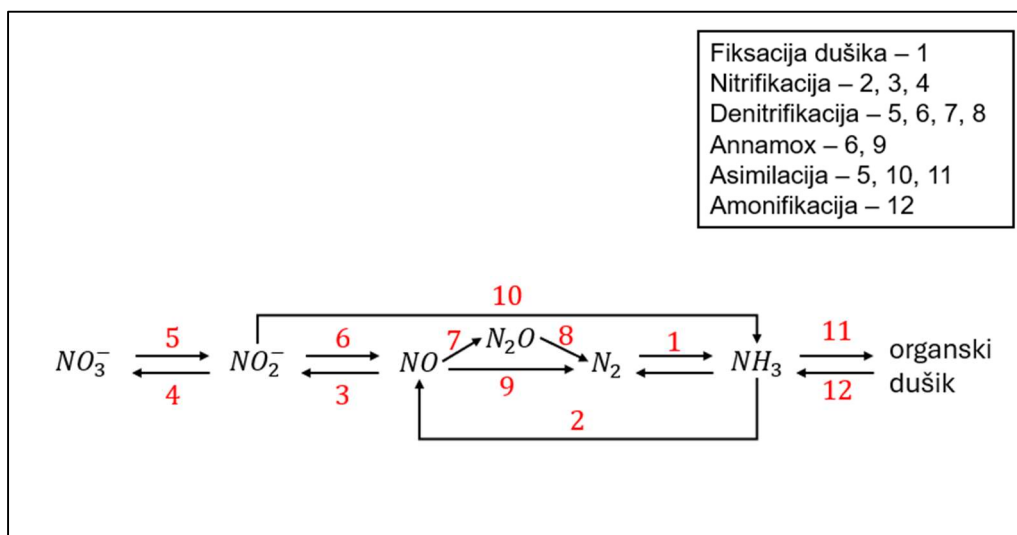 Fiksacija dušika – 1
Nitrifikacija – 2, 3, 4
Denitrifikacija – 5, 6, 7, 8
Annamox – 6, 9
Asimilacija – 5, 10, 11
Amonifikacija – 12
10
5 6 7 N₂O 8 1 11
NO₃⁻ NO₂⁻ NO N₂ NH₃ organski
dušik
4 3 9 12
2